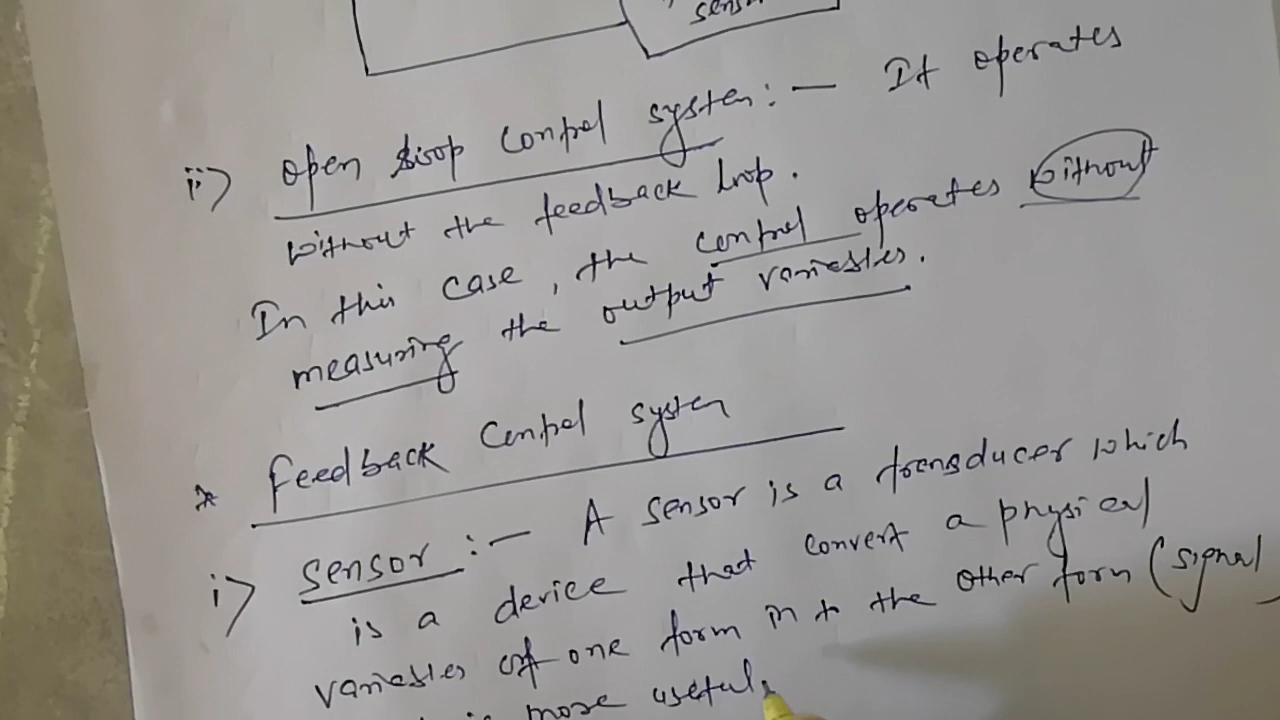 ii) open loop control system :- It operates
without the feedback loop.
In this case, the control operates without
measuring the output variables.
* Feedback Control system
i) Sensor :- A sensor is a transducer which
is a device that convert a physical
variables of one form in to the other form (signal
is more useful.